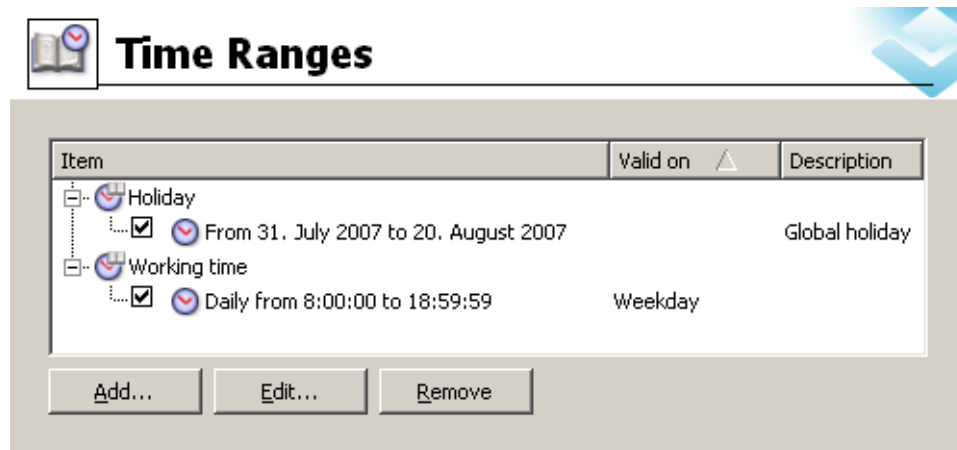 Time Ranges
Item Valid on Description
Holiday
From 31. July 2007 to 20. August 2007 Global holiday
Working time
Daily from 8:00:00 to 18:59:59 Weekday
Add... Edit... Remove